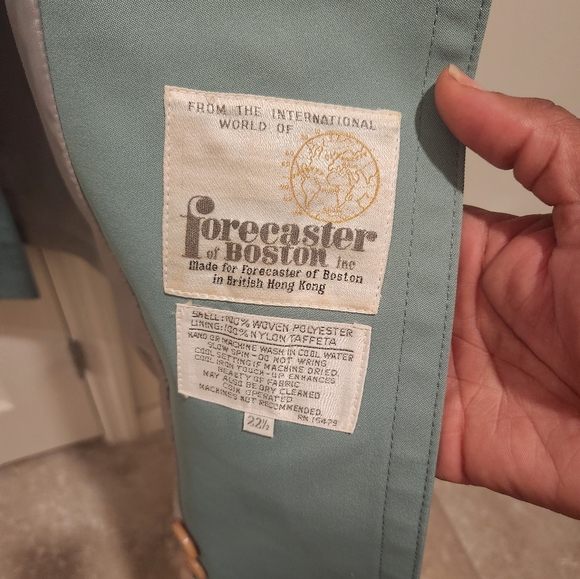 FROM THE INTERNATIONAL
WORLD OF
forecaster
of BOSTON inc
Made for Forecaster of Boston
in British Hong Kong
SHELL: 100% WOVEN POLYESTER
LINING: 100% NYLON TAFFETA
HAND OR MACHINE WASH IN COOL WATER
SLOW SPIN - DO NOT WRING
COOL SETTING IF MACHINE DRIED.
COOL IRON TOUCH-UP ENHANCES
BEAUTY OF FABRIC
MAY ALSO BE DRY CLEANED
COIN OPERATED
MACHINES NOT RECOMMENDED.
RN 15479
22½